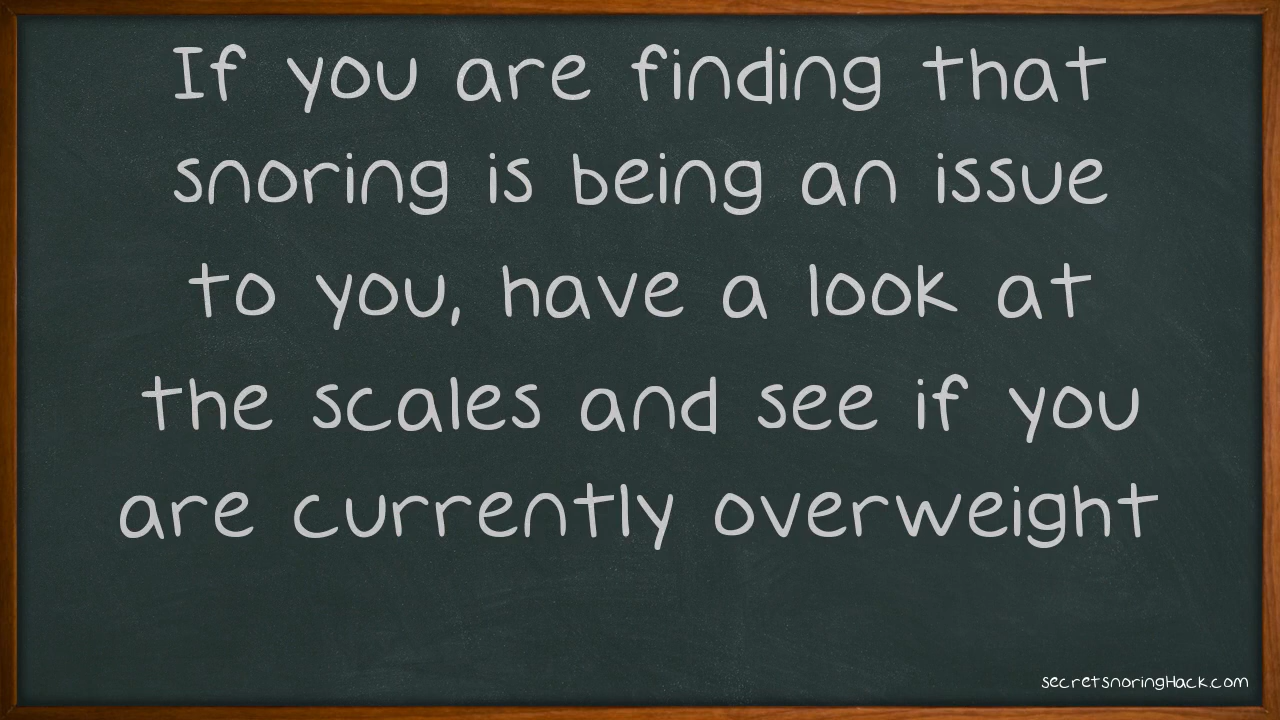 If you are finding that
snoring is being an issue
to you, have a look at
the scales and see if you
are currently overweight
secretsnoringHack.com